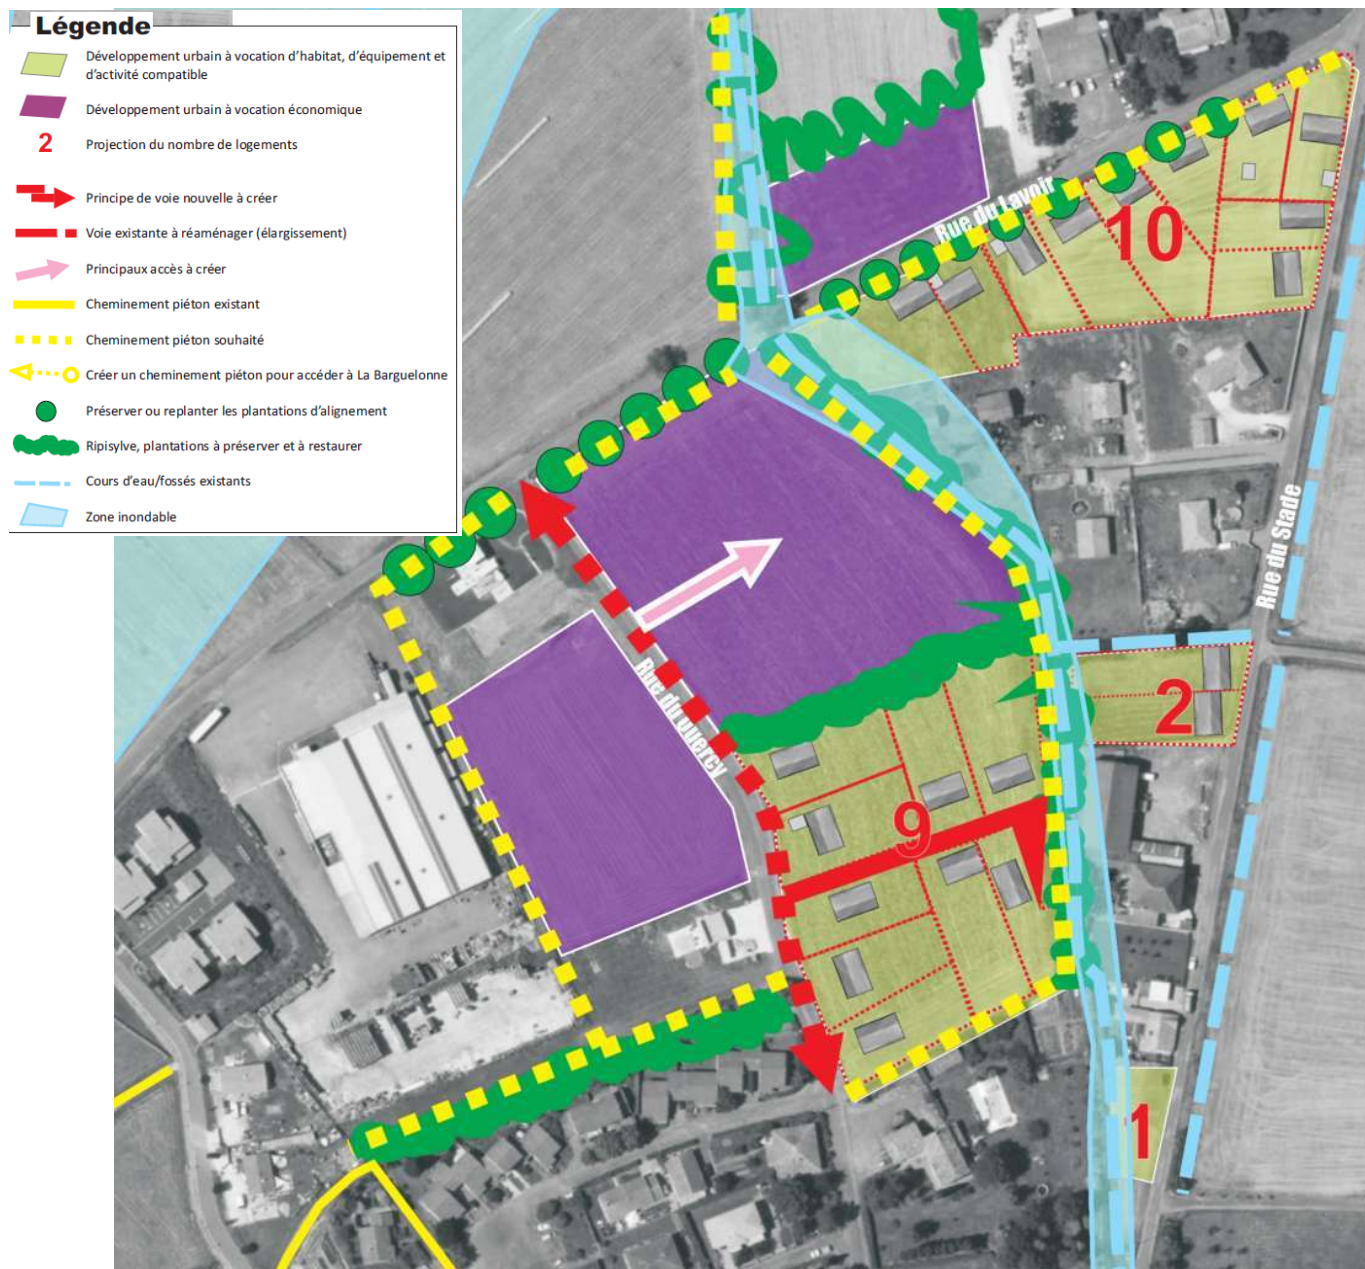 Légende
Développement urbain à vocation d'habitat, d'équipement et
d'activité compatible
Développement urbain à vocation économique
2
Projection du nombre de logements
Principe de voie nouvelle à créer
Voie existante à réaménager (élargissement)
Principaux accès à créer
Cheminement piéton existant
Cheminement piéton souhaité
Créer un cheminement piéton pour accéder à La Barguelonne
Préserver ou replanter les plantations d'alignement
Ripisylve, plantations à préserver et à restaurer
Cours d'eau/fossés existants
Zone inondable
Rue du Lavoir
10
Rue du Stade
Rue du Quercy
2
9
1